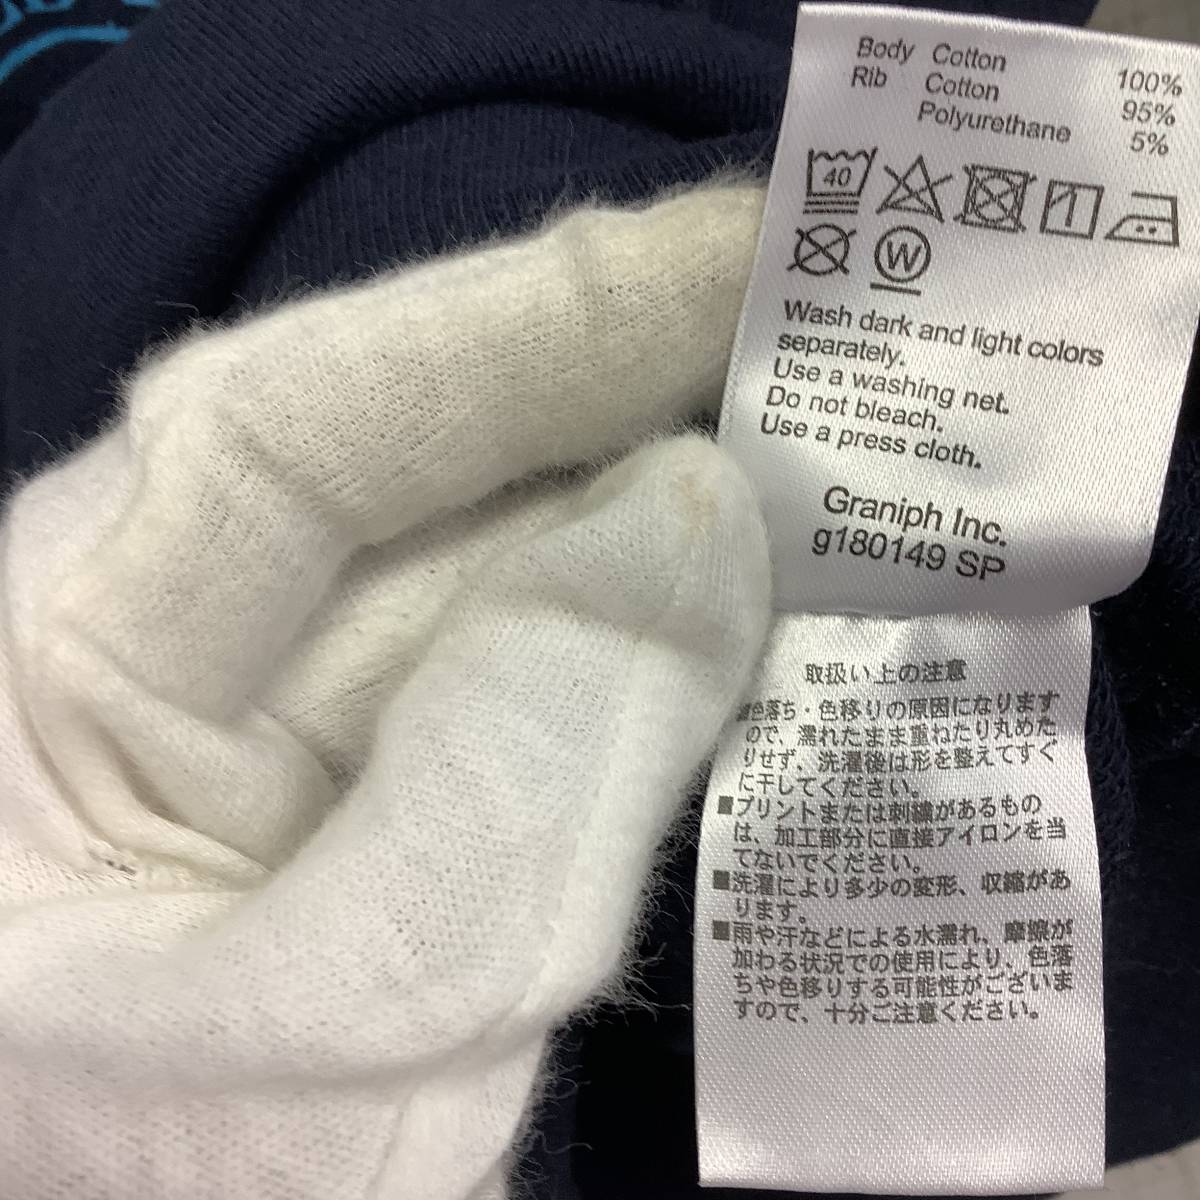 Body Cotton 100%
Rib Cotton 95%
Polyurethane 5%
40
W
Wash dark and light colors
separately.
Use a washing net.
Do not bleach.
Use a press cloth.
Graniph Inc.
g180149 SP
取扱い上の注意
■色落ち・色移りの原因になります
ので、濡れたまま重ねたり丸めた
りせず、洗濯後は形を整えてすぐ
に干してください。
■プリントまたは刺繍があるもの
は、加工部分に直接アイロンを当
てないでください。
■洗濯により多少の変形、収縮があ
ります。
■雨や汗などによる水濡れ、摩擦が
加わる状況での使用により、色落
ちや色移りする可能性がございま
すので、十分ご注意ください。